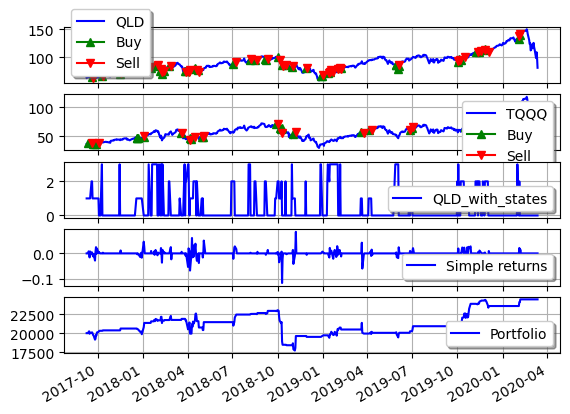 150
100
QLD
Buy
Sell
100
50
TQQQ
Buy
Sell
2
0
QLD_with_states
0.0
−0.1
Simple returns
22500
20000
17500
Portfolio
2017-10 2018-01 2018-04 2018-07 2018-10 2019-01 2019-04 2019-07 2019-10 2020-01 2020-04